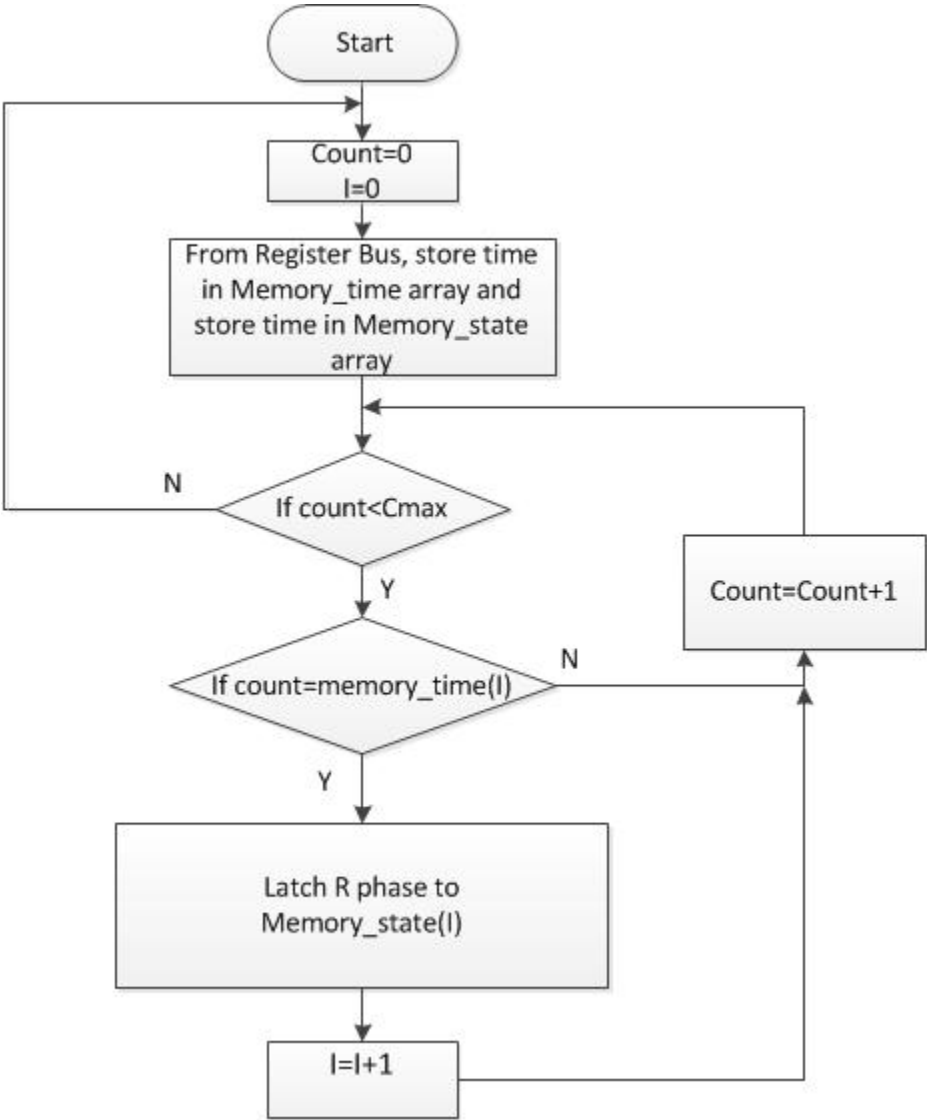 Start
Count=0
I=0
From Register Bus, store time
in Memory_time array and
store time in Memory_state
array
N
If count<Cmax
Y
Count=Count+1
N
If count=memory_time(I)
Y
Latch R phase to
Memory_state(I)
I=I+1